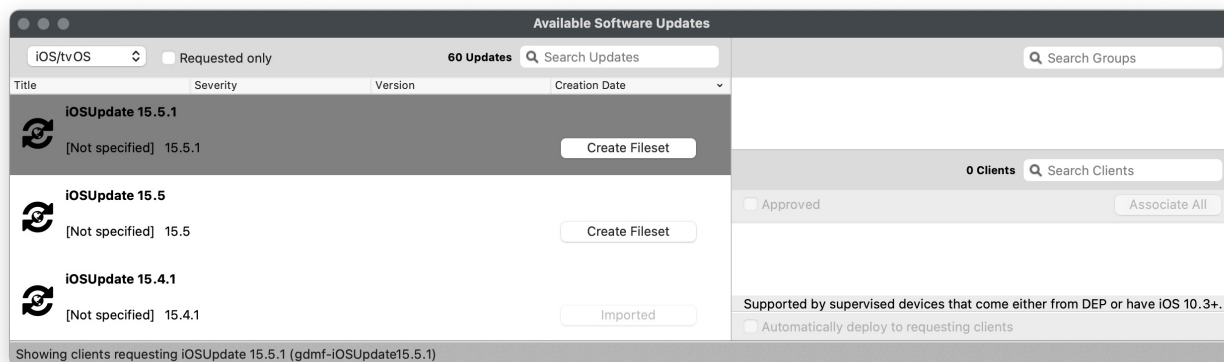 Available Software Updates
iOS/tvOS
Requested only
60 Updates
Search Updates
Search Groups
Title Severity Version Creation Date
iOSUpdate 15.5.1
[Not specified] 15.5.1
Create Fileset
iOSUpdate 15.5
[Not specified] 15.5
Create Fileset
iOSUpdate 15.4.1
[Not specified] 15.4.1
Imported
0 Clients
Search Clients
Approved
Associate All
Supported by supervised devices that come either from DEP or have iOS 10.3+.
Automatically deploy to requesting clients
Showing clients requesting iOSUpdate 15.5.1 (gdmf-iOSUpdate15.5.1)